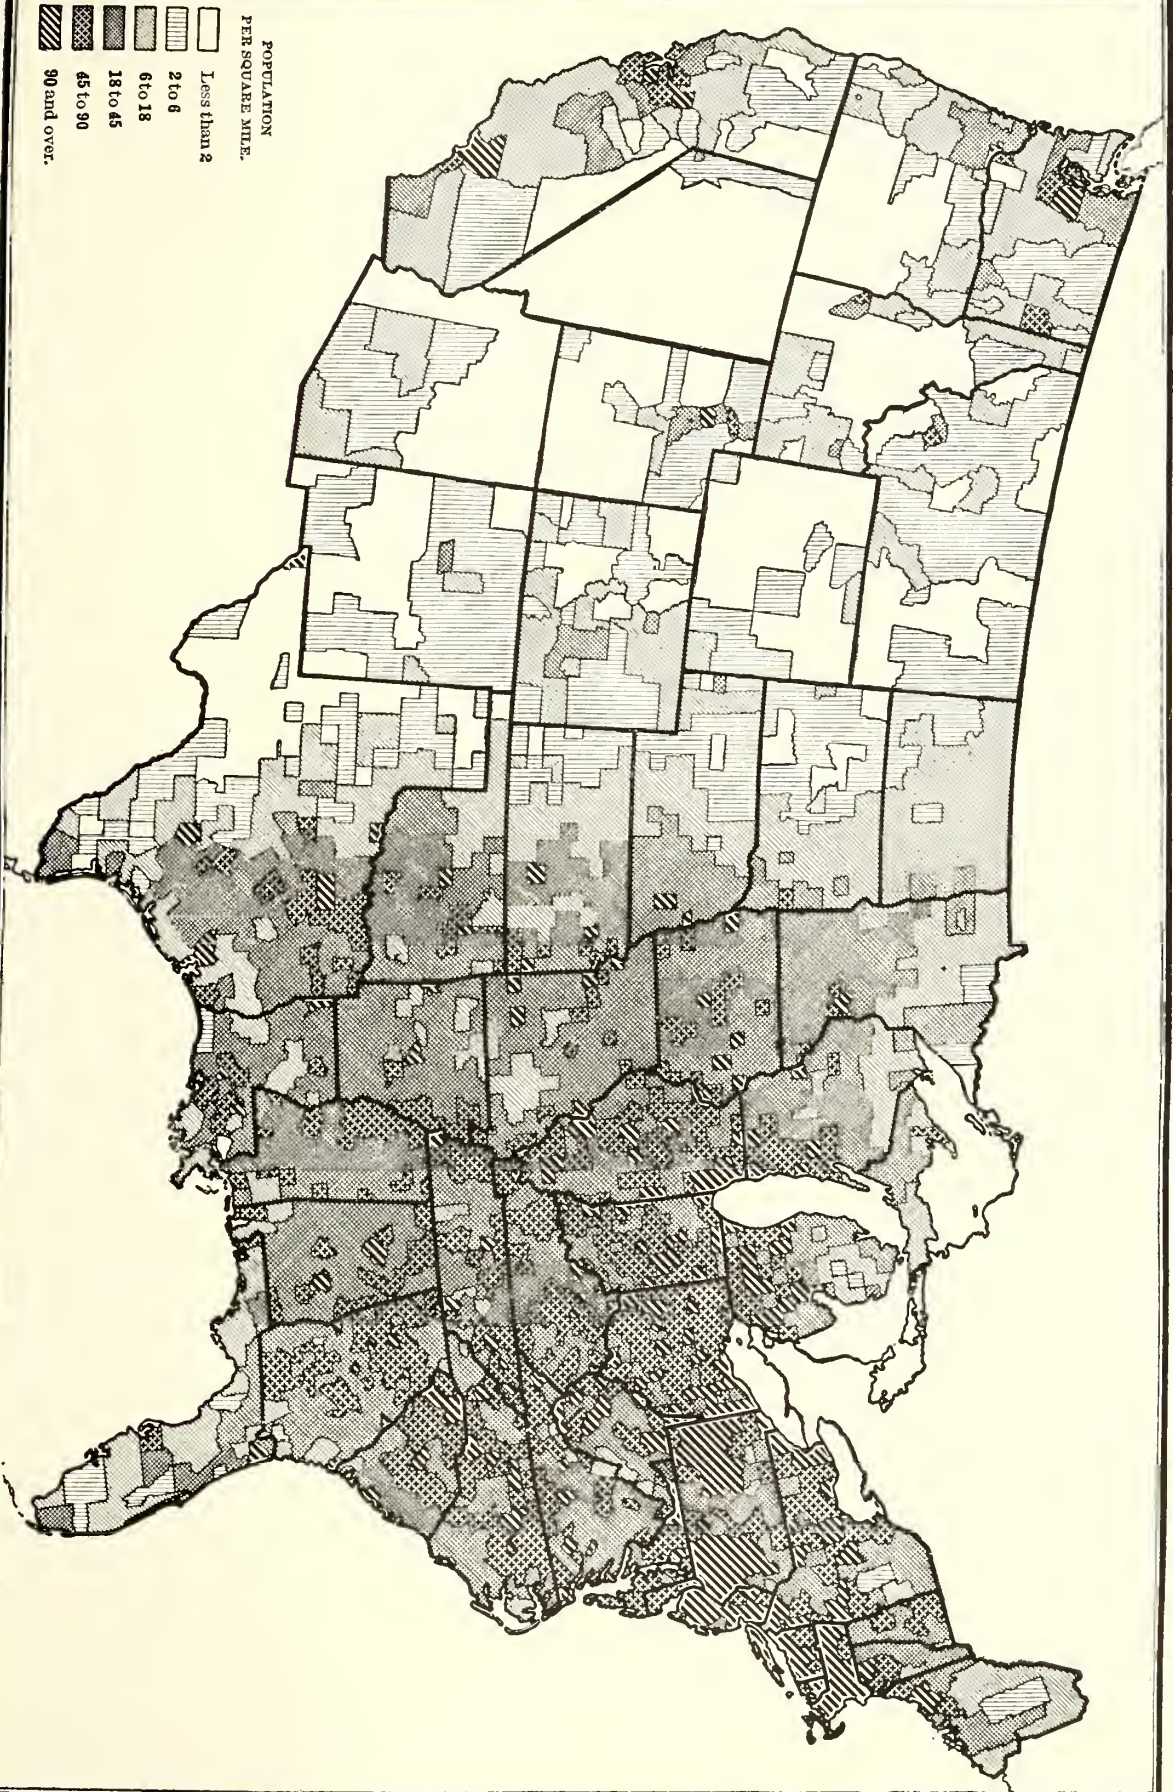 POPULATION
PER SQUARE MILE.
Less than 2
2 to 6
6 to 18
18 to 45
45 to 90
90 and over.